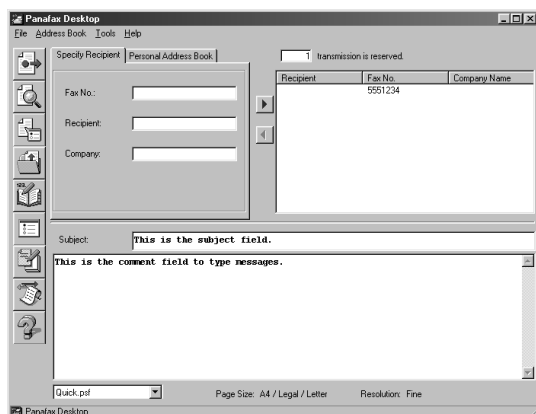 Panafax Desktop
File Address Book Tools Help
Specify Recipient Personal Address Book
1 transmission is reserved.
Recipient Fax No. Company Name
5551234
Fax No.:
Recipient:
Company:
Subject: This is the subject field.
This is the comment field to type messages.
Quick.psf Page Size: A4 / Legal / Letter Resolution: Fine
Panafax Desktop